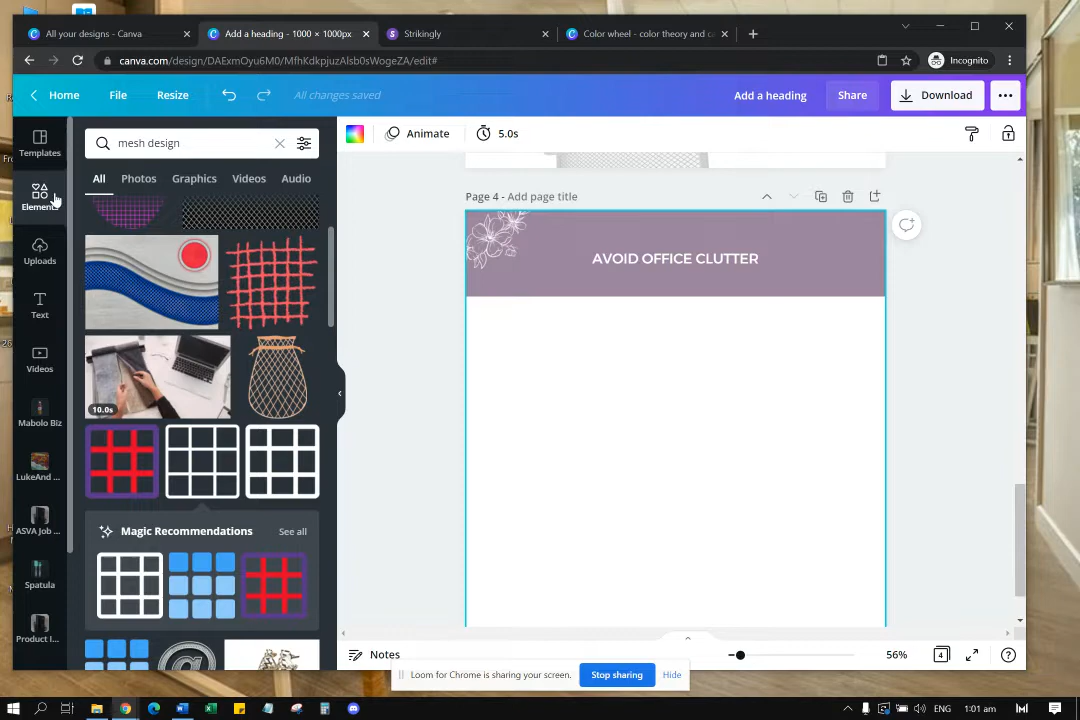 All your designs - Canva
Add a heading - 1000 × 1000px
Strikingly
Color wheel - color theory and ca
canva.com/design/DAExmOyu6M0/MfhKdkpjuzAlsb0sWogeZA/edit#
Incognito
Home
File
Resize
All changes saved
Add a heading
Share
Download
Templates
Elements
Uploads
Text
Videos
Mabolo Biz
LukeAnd ...
ASVA Job ...
Spatula
Product I...
mesh design
All
Photos
Graphics
Videos
Audio
10.0s
Magic Recommendations
See all
Animate
5.0s
Page 4 - Add page title
AVOID OFFICE CLUTTER
Notes
56%
4
Loom for Chrome is sharing your screen.
Stop sharing
Hide
ENG
1:01 am